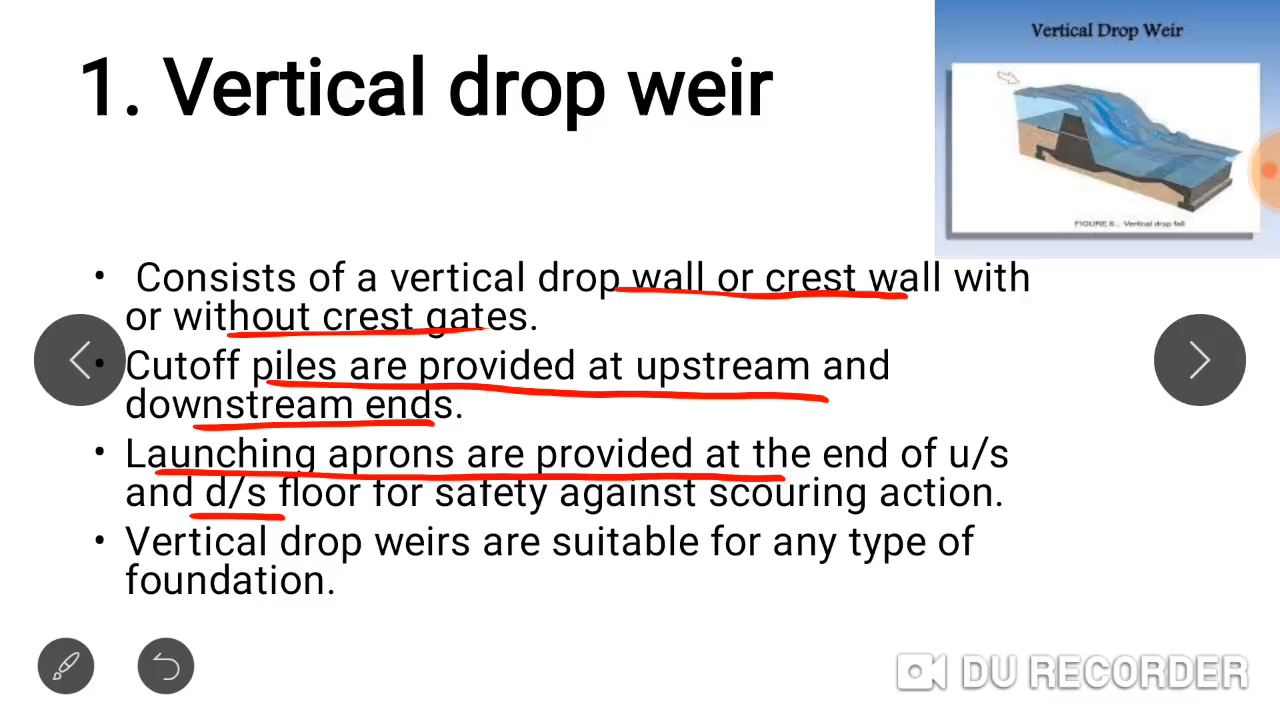 1. Vertical drop weir
Vertical Drop Weir
FIGURE 6.. Vertical drop fall
• Consists of a vertical drop wall or crest wall with
or without crest gates.
• Cutoff piles are provided at upstream and
downstream ends.
• Launching aprons are provided at the end of u/s
and d/s floor for safety against scouring action.
• Vertical drop weirs are suitable for any type of
foundation.
DU RECORDER